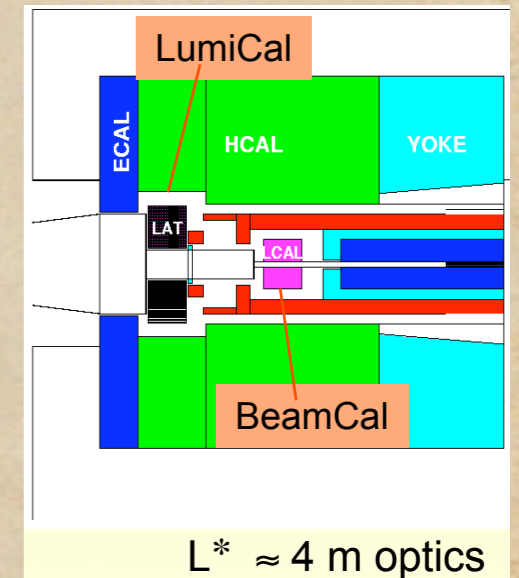 LumiCal
ECAL
HCAL
YOKE
LAT
LCAL
BeamCal
L* ≈ 4 m optics